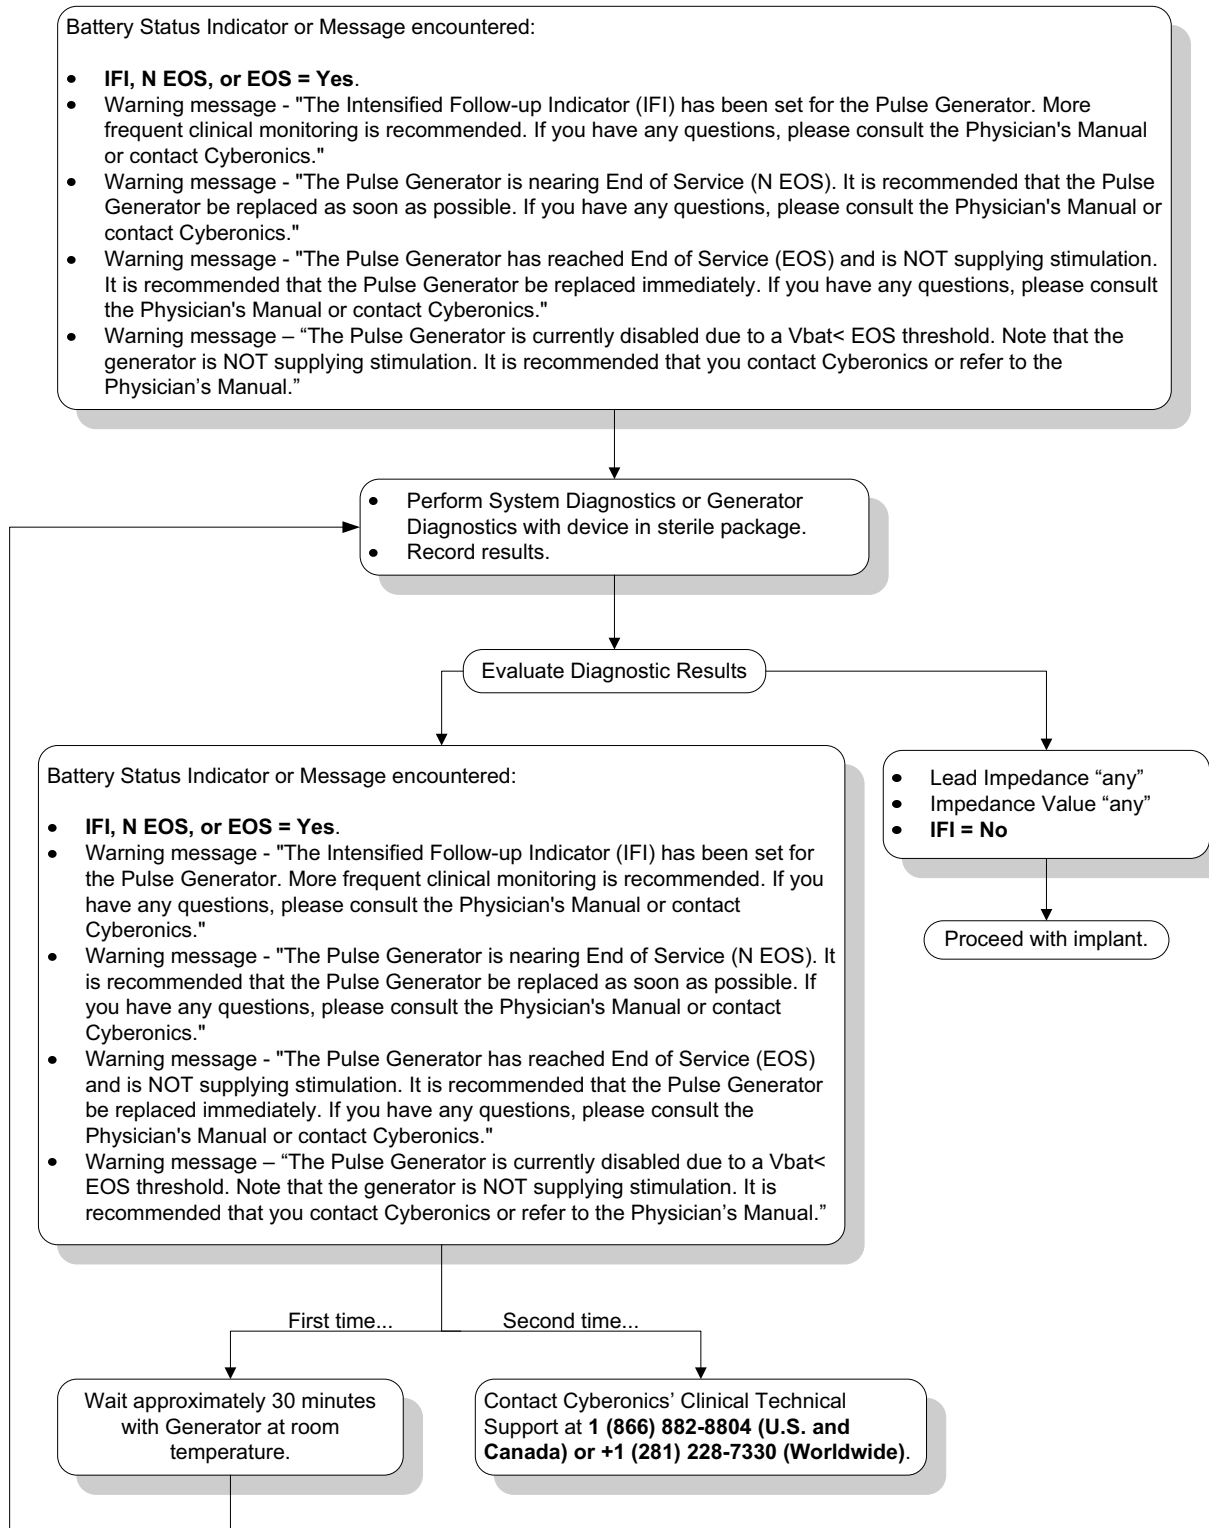 Battery Status Indicator or Message encountered:
• IFI, N EOS, or EOS = Yes.
• Warning message - "The Intensified Follow-up Indicator (IFI) has been set for the Pulse Generator. More
frequent clinical monitoring is recommended. If you have any questions, please consult the Physician's Manual
or contact Cyberonics."
• Warning message - "The Pulse Generator is nearing End of Service (N EOS). It is recommended that the Pulse
Generator be replaced as soon as possible. If you have any questions, please consult the Physician's Manual or
contact Cyberonics."
• Warning message - "The Pulse Generator has reached End of Service (EOS) and is NOT supplying stimulation.
It is recommended that the Pulse Generator be replaced immediately. If you have any questions, please consult
the Physician's Manual or contact Cyberonics."
• Warning message – “The Pulse Generator is currently disabled due to a Vbat< EOS threshold. Note that the
generator is NOT supplying stimulation. It is recommended that you contact Cyberonics or refer to the
Physician’s Manual.”
• Perform System Diagnostics or Generator
Diagnostics with device in sterile package.
• Record results.
Evaluate Diagnostic Results
Battery Status Indicator or Message encountered:
• IFI, N EOS, or EOS = Yes.
• Warning message - "The Intensified Follow-up Indicator (IFI) has been set for
the Pulse Generator. More frequent clinical monitoring is recommended. If you
have any questions, please consult the Physician's Manual or contact
Cyberonics."
• Warning message - "The Pulse Generator is nearing End of Service (N EOS). It
is recommended that the Pulse Generator be replaced as soon as possible. If
you have any questions, please consult the Physician's Manual or contact
Cyberonics."
• Warning message - "The Pulse Generator has reached End of Service (EOS)
and is NOT supplying stimulation. It is recommended that the Pulse Generator
be replaced immediately. If you have any questions, please consult the
Physician's Manual or contact Cyberonics."
• Warning message – “The Pulse Generator is currently disabled due to a Vbat<
EOS threshold. Note that the generator is NOT supplying stimulation. It is
recommended that you contact Cyberonics or refer to the Physician’s Manual.”
• Lead Impedance “any”
• Impedance Value “any”
• IFI = No
Proceed with implant.
First time...
Second time...
Wait approximately 30 minutes
with Generator at room
temperature.
Contact Cyberonics’ Clinical Technical
Support at 1 (866) 882-8804 (U.S. and
Canada) or +1 (281) 228-7330 (Worldwide).